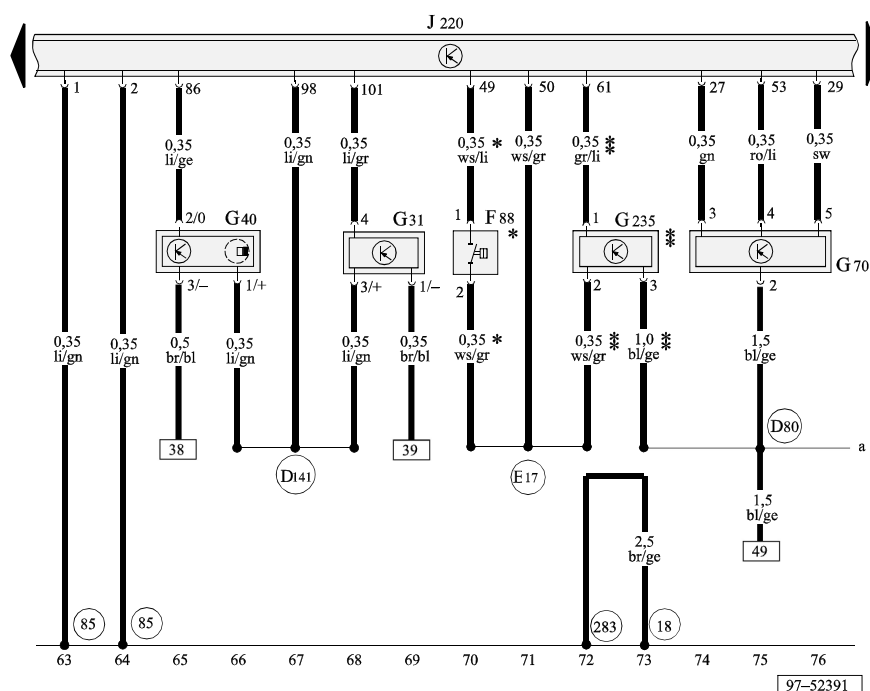 J 220
1 2 86 98 101 49 50 61 27 53 29
0,35 0,35 0,35 0,35 * 0,35 0,35 ** 0,35 0,35 0,35
li/ge li/gn li/gr ws/li ws/gr gr/li gn ro/li sw
2/0 G40 4 G31 1 F88 * 1 G235 ** 3 4 5
G70
3/– 1/+ 3/+ 1/– 2 2 3 2
0,35 0,35 0,5 0,35 0,35 0,35 0,35 * 0,35 ** 1,0 ** 1,5
li/gn li/gn br/bl li/gn li/gn br/bl ws/gr ws/gr bl/ge bl/ge
D80
38 39 a
D141 E17
1,5
bl/ge
2,5
br/ge
49
85 85 283 18
63 64 65 66 67 68 69 70 71 72 73 74 75 76
97–52391